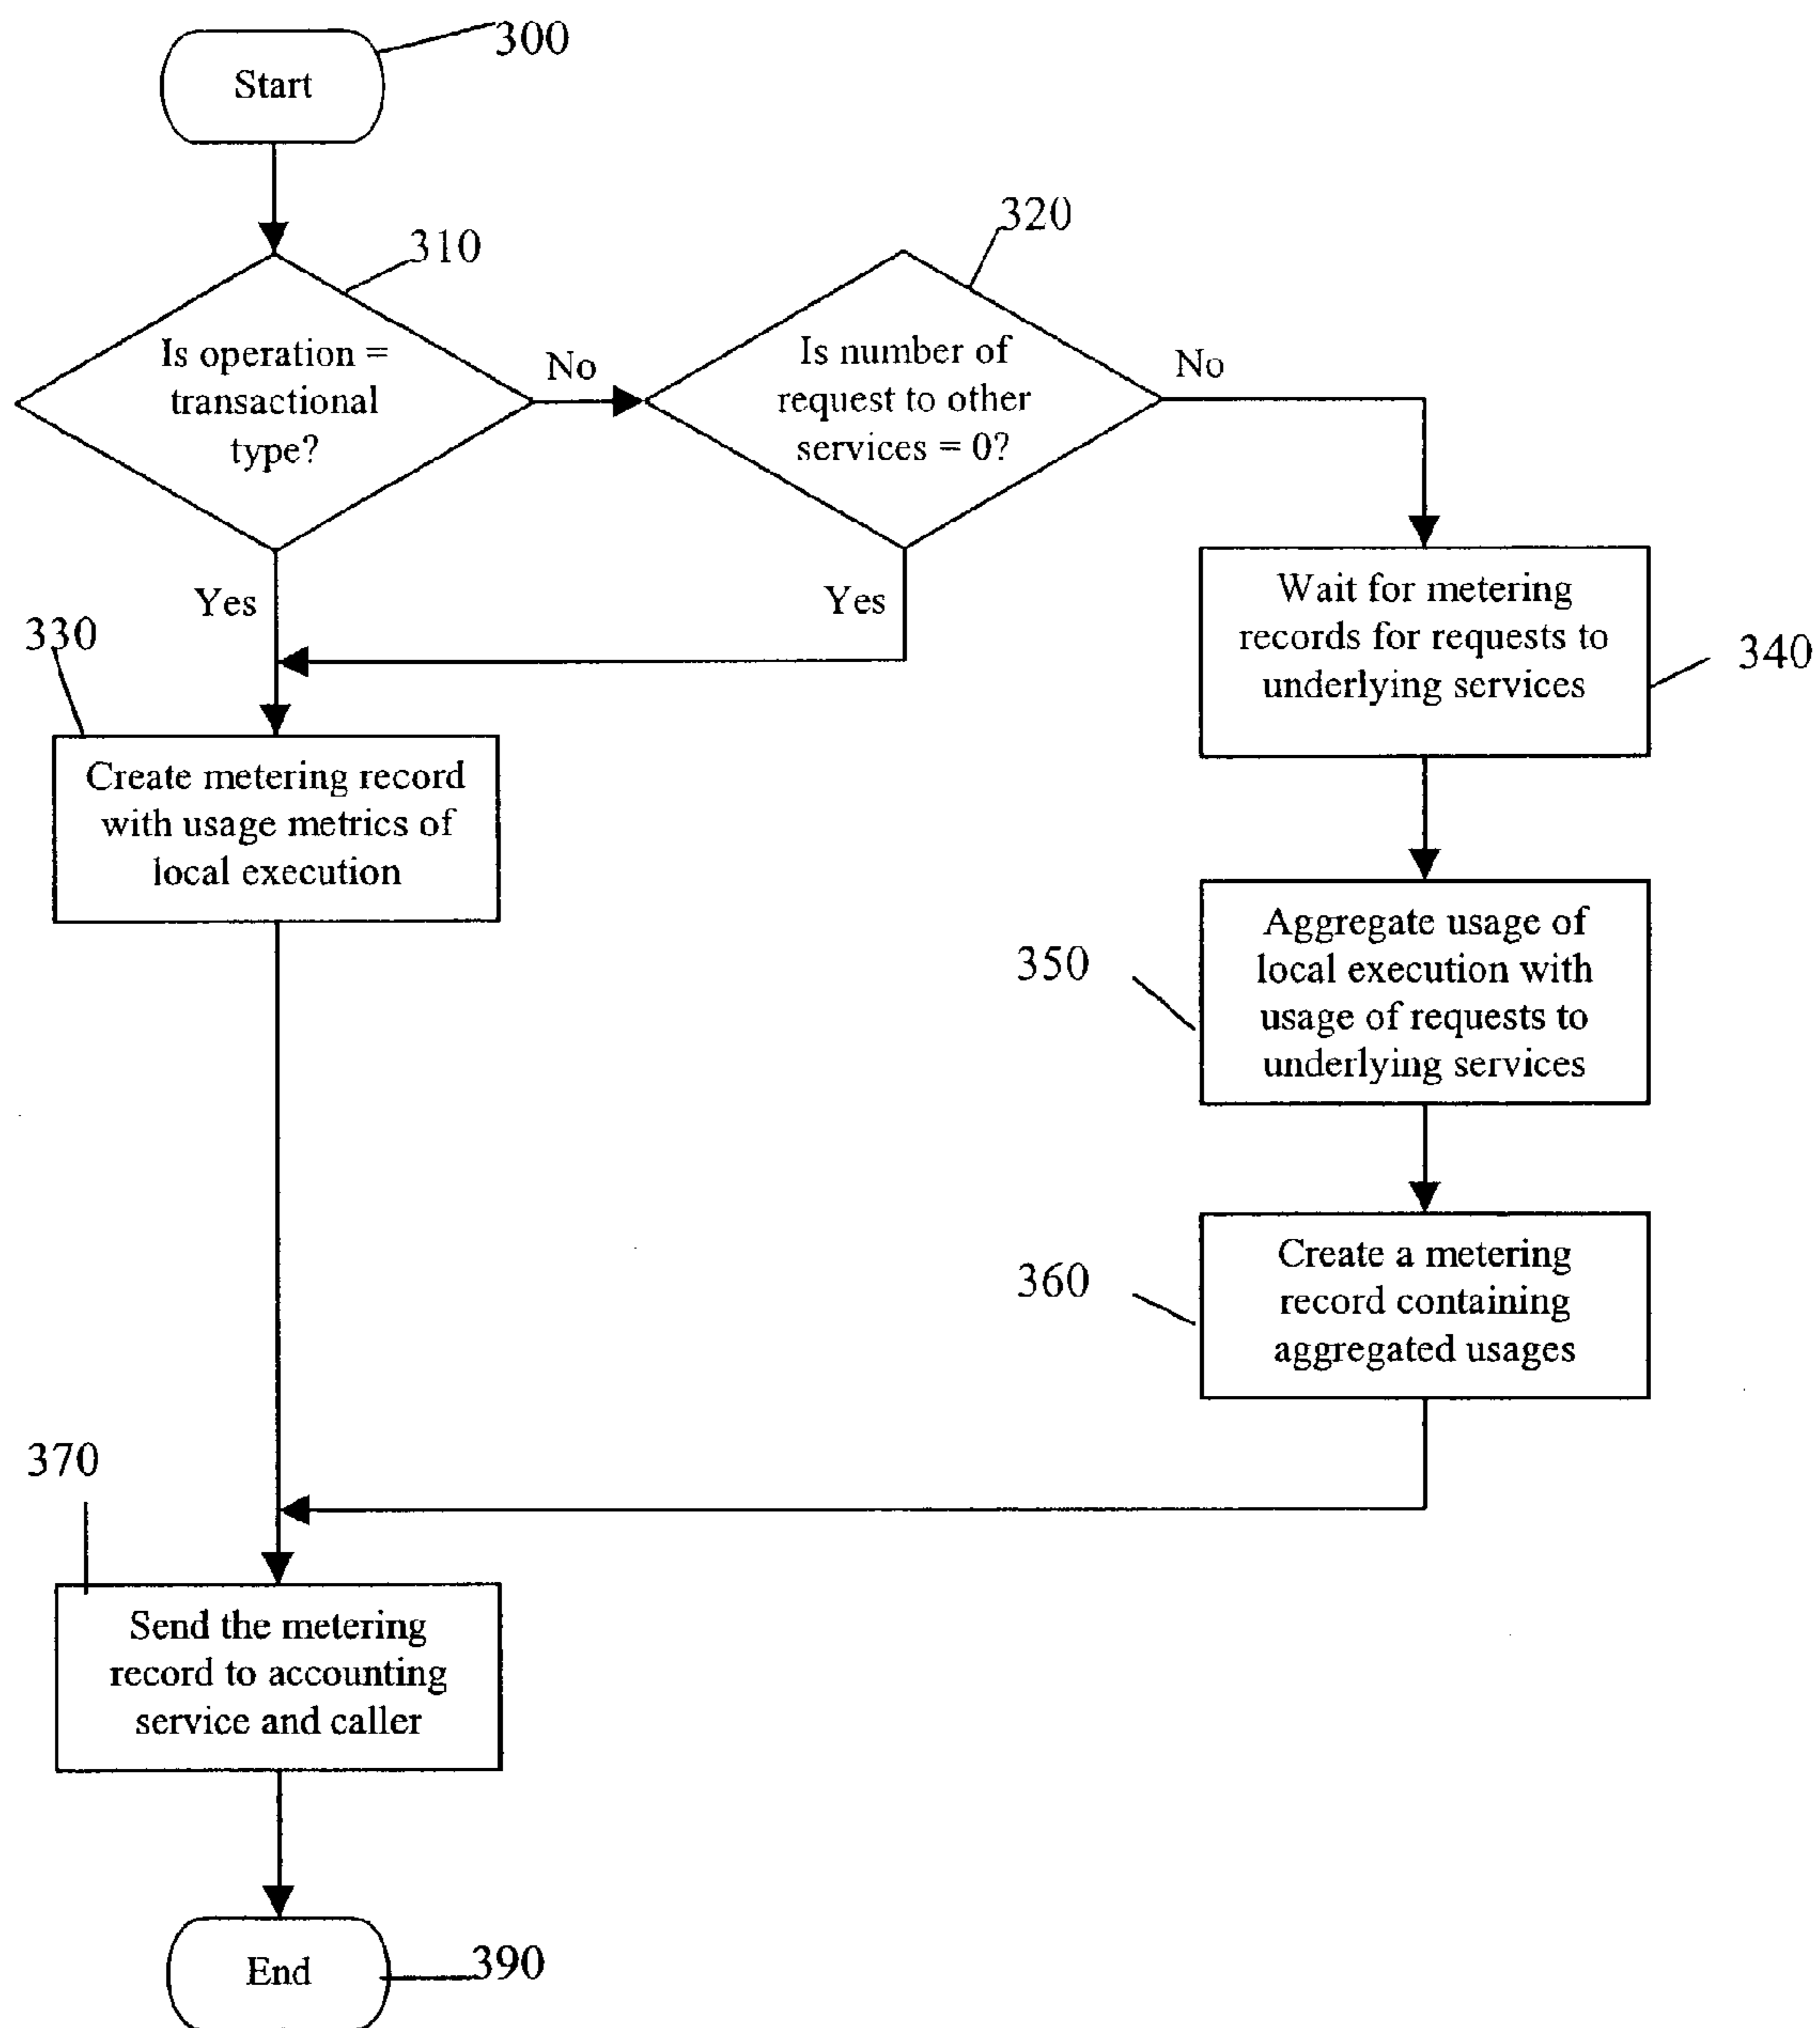 300
Start
310
Is operation =
transactional
type?
No
320
Is number of
request to other
services = 0?
No
Yes
Yes
330
Create metering record
with usage metrics of
local execution
Wait for metering
records for requests to
underlying services
340
350
Aggregate usage of
local execution with
usage of requests to
underlying services
360
Create a metering
record containing
aggregated usages
370
Send the metering
record to accounting
service and caller
End
390